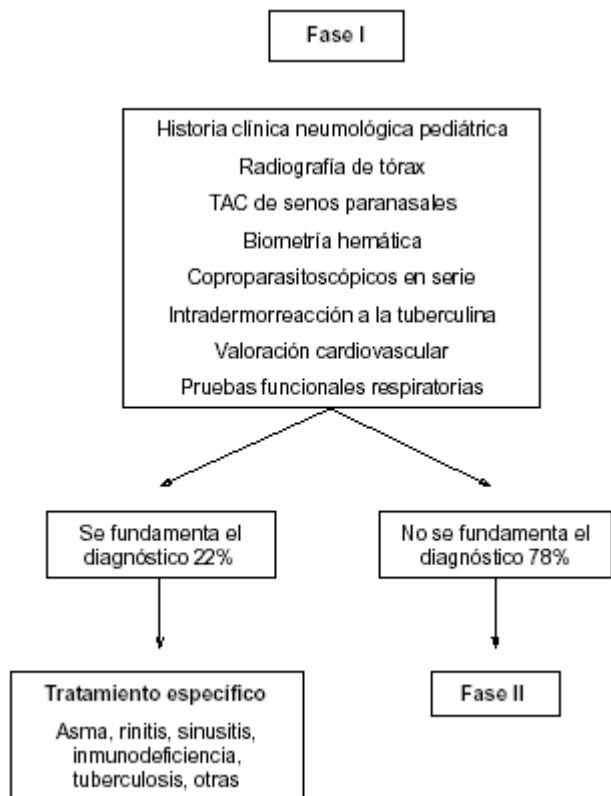 Fase I
Historia clínica neumológica pediátrica
Radiografía de tórax
TAC de senos paranasales
Biometría hemática
Coproparasitoscópicos en serie
Intradermorreacción a la tuberculina
Valoración cardiovascular
Pruebas funcionales respiratorias
Se fundamenta el
diagnóstico 22%
No se fundamenta el
diagnóstico 78%
Tratamiento específico
Asma, rinitis, sinusitis,
inmunodeficiencia,
tuberculosis, otras
Fase II